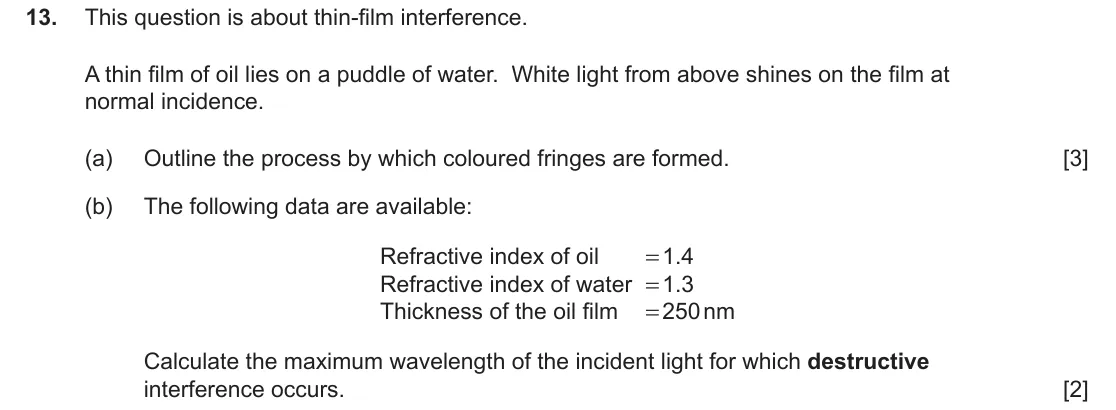 13. This question is about thin-film interference.
A thin film of oil lies on a puddle of water. White light from above shines on the film at
normal incidence.
(a) Outline the process by which coloured fringes are formed. [3]
(b) The following data are available:
Refractive index of oil =1.4
Refractive index of water =1.3
Thickness of the oil film =250nm
Calculate the maximum wavelength of the incident light for which destructive
interference occurs. [2]